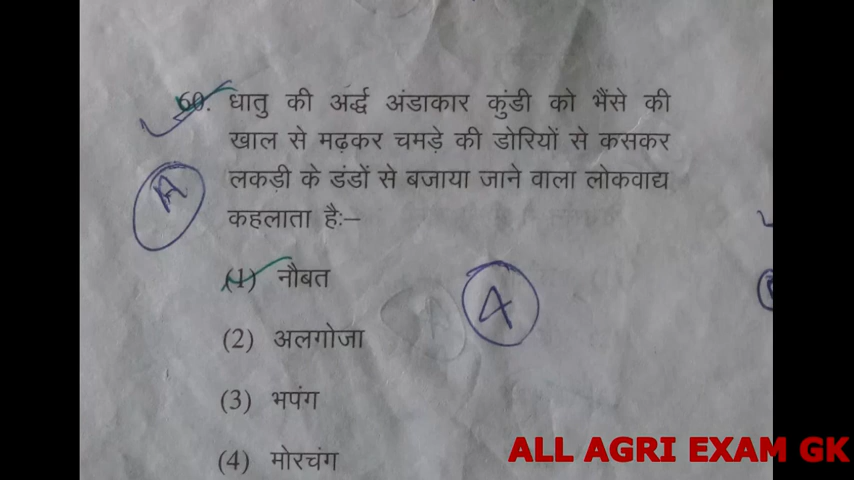 60. धातु की अर्द्ध अंडाकार कुंडी को भैंसे की
खाल से मढ़कर चमड़े की डोरियों से कसकर
लकड़ी के डंडों से बजाया जाने वाला लोकवाद्य
कहलाता है:–
A
(1) नौबत
4
(2) अलगोजा
(3) भपंग
(4) मोरचंग
ALL AGRI EXAM GK